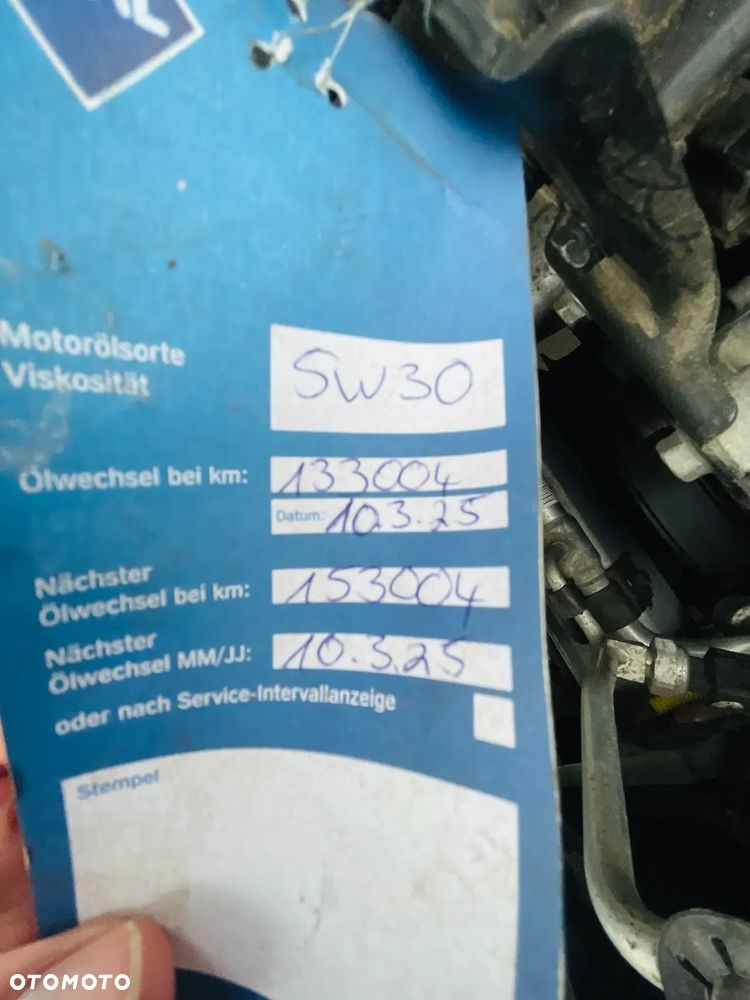 Motorölsorte
Viskosität
5W30
Ölwechsel bei km: 133004
Datum: 10.3.25
Nächster
Ölwechsel bei km: 153004
Nächster
Ölwechsel MM/JJ: 10.3.25
oder nach Service-Intervallanzeige
Stempel
OTOMOTO